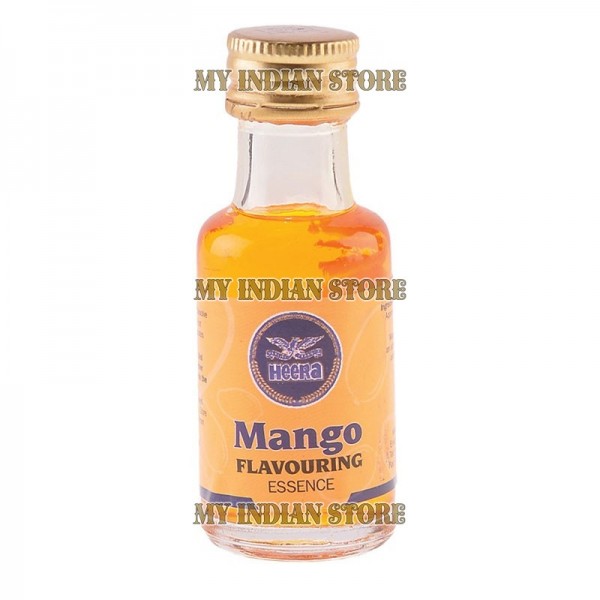 MY INDIAN STORE
MY INDIAN STORE
HEERA
Mango
FLAVOURING
ESSENCE
MY INDIAN STORE